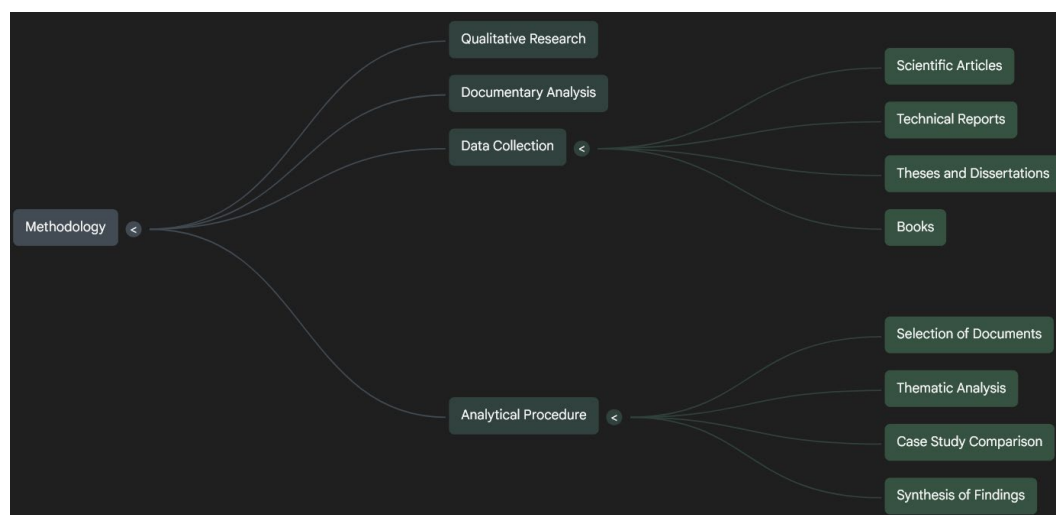 Methodology
Qualitative Research
Documentary Analysis
Data Collection
Scientific Articles
Technical Reports
Theses and Dissertations
Books
Analytical Procedure
Selection of Documents
Thematic Analysis
Case Study Comparison
Synthesis of Findings